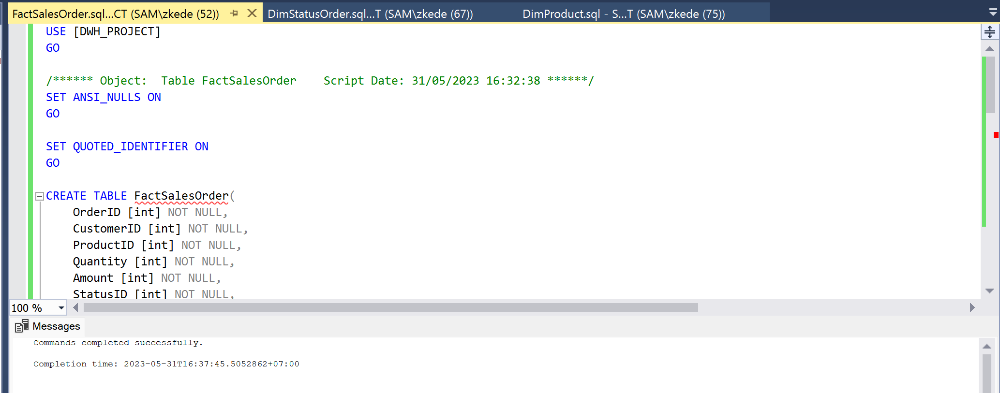 FactSalesOrder.sql...CT (SAM\zkede (52)) DimStatusOrder.sql...T (SAM\zkede (67)) DimProduct.sql - S...T (SAM\zkede (75))
USE [DWH_PROJECT]
GO
/****** Object:  Table FactSalesOrder    Script Date: 31/05/2023 16:32:38 ******/
SET ANSI_NULLS ON
GO
SET QUOTED_IDENTIFIER ON
GO
CREATE TABLE FactSalesOrder(
OrderID [int] NOT NULL,
CustomerID [int] NOT NULL,
ProductID [int] NOT NULL,
Quantity [int] NOT NULL,
Amount [int] NOT NULL,
StatusID [int] NOT NULL,
100 %
Messages
Commands completed successfully.
Completion time: 2023-05-31T16:37:45.5052862+07:00